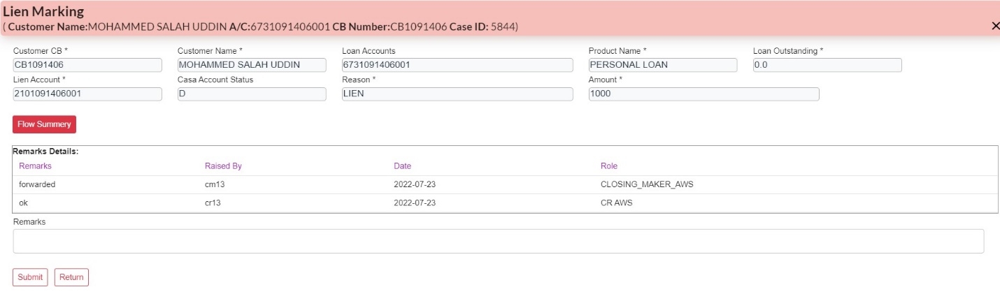 Lien Marking
( Customer Name:MOHAMMED SALAH UDDIN A/C:6731091406001 CB Number:CB1091406 Case ID: 5844)
Customer CB * Customer Name * Loan Accounts Product Name * Loan Outstanding *
CB1091406 MOHAMMED SALAH UDDIN 6731091406001 PERSONAL LOAN 0.0
Lien Account * Casa Account Status Reason * Amount *
2101091406001 D LIEN 1000
Flow Summery
Remarks Details:
Remarks Raised By Date Role
forwarded cm13 2022-07-23 CLOSING_MAKER_AWS
ok cr13 2022-07-23 CR AWS
Remarks
Submit Return